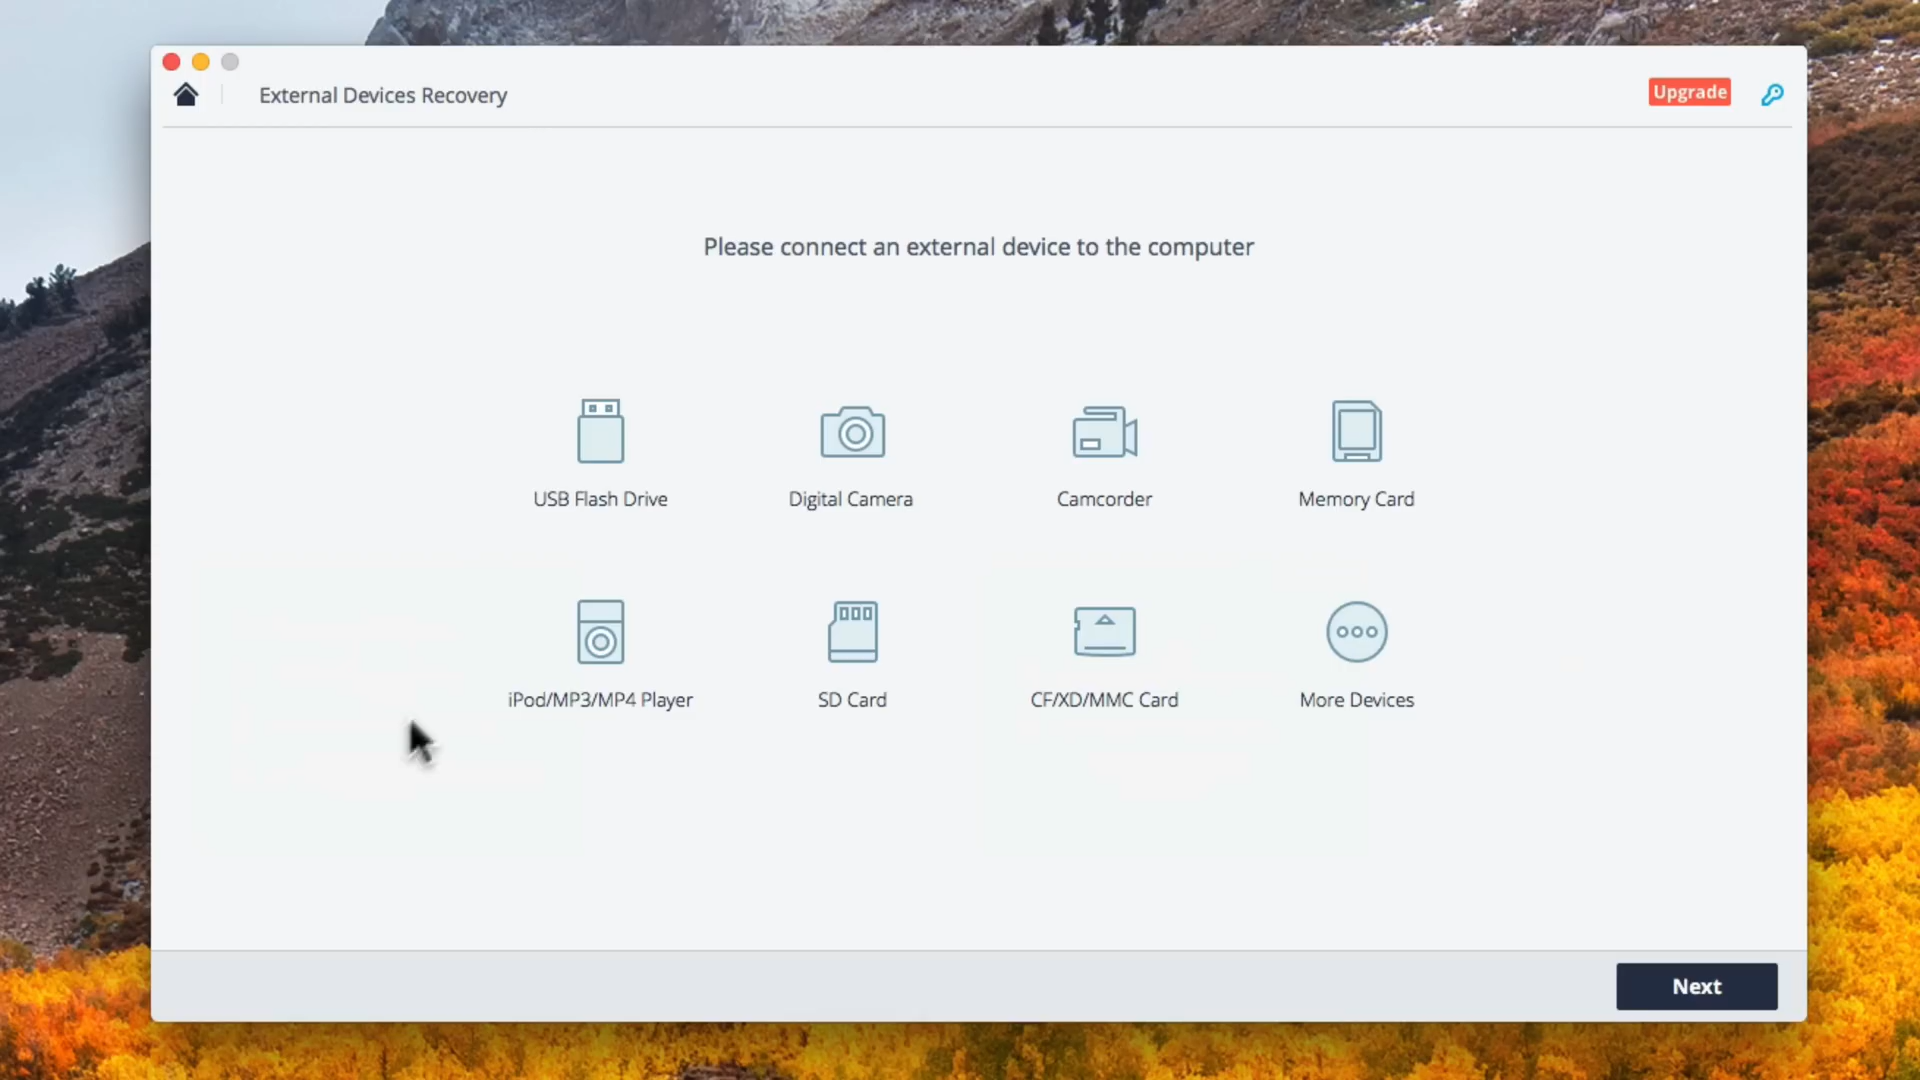 External Devices Recovery
Upgrade
Please connect an external device to the computer
USB Flash Drive
Digital Camera
Camcorder
Memory Card
iPod/MP3/MP4 Player
SD Card
CF/XD/MMC Card
More Devices
Next